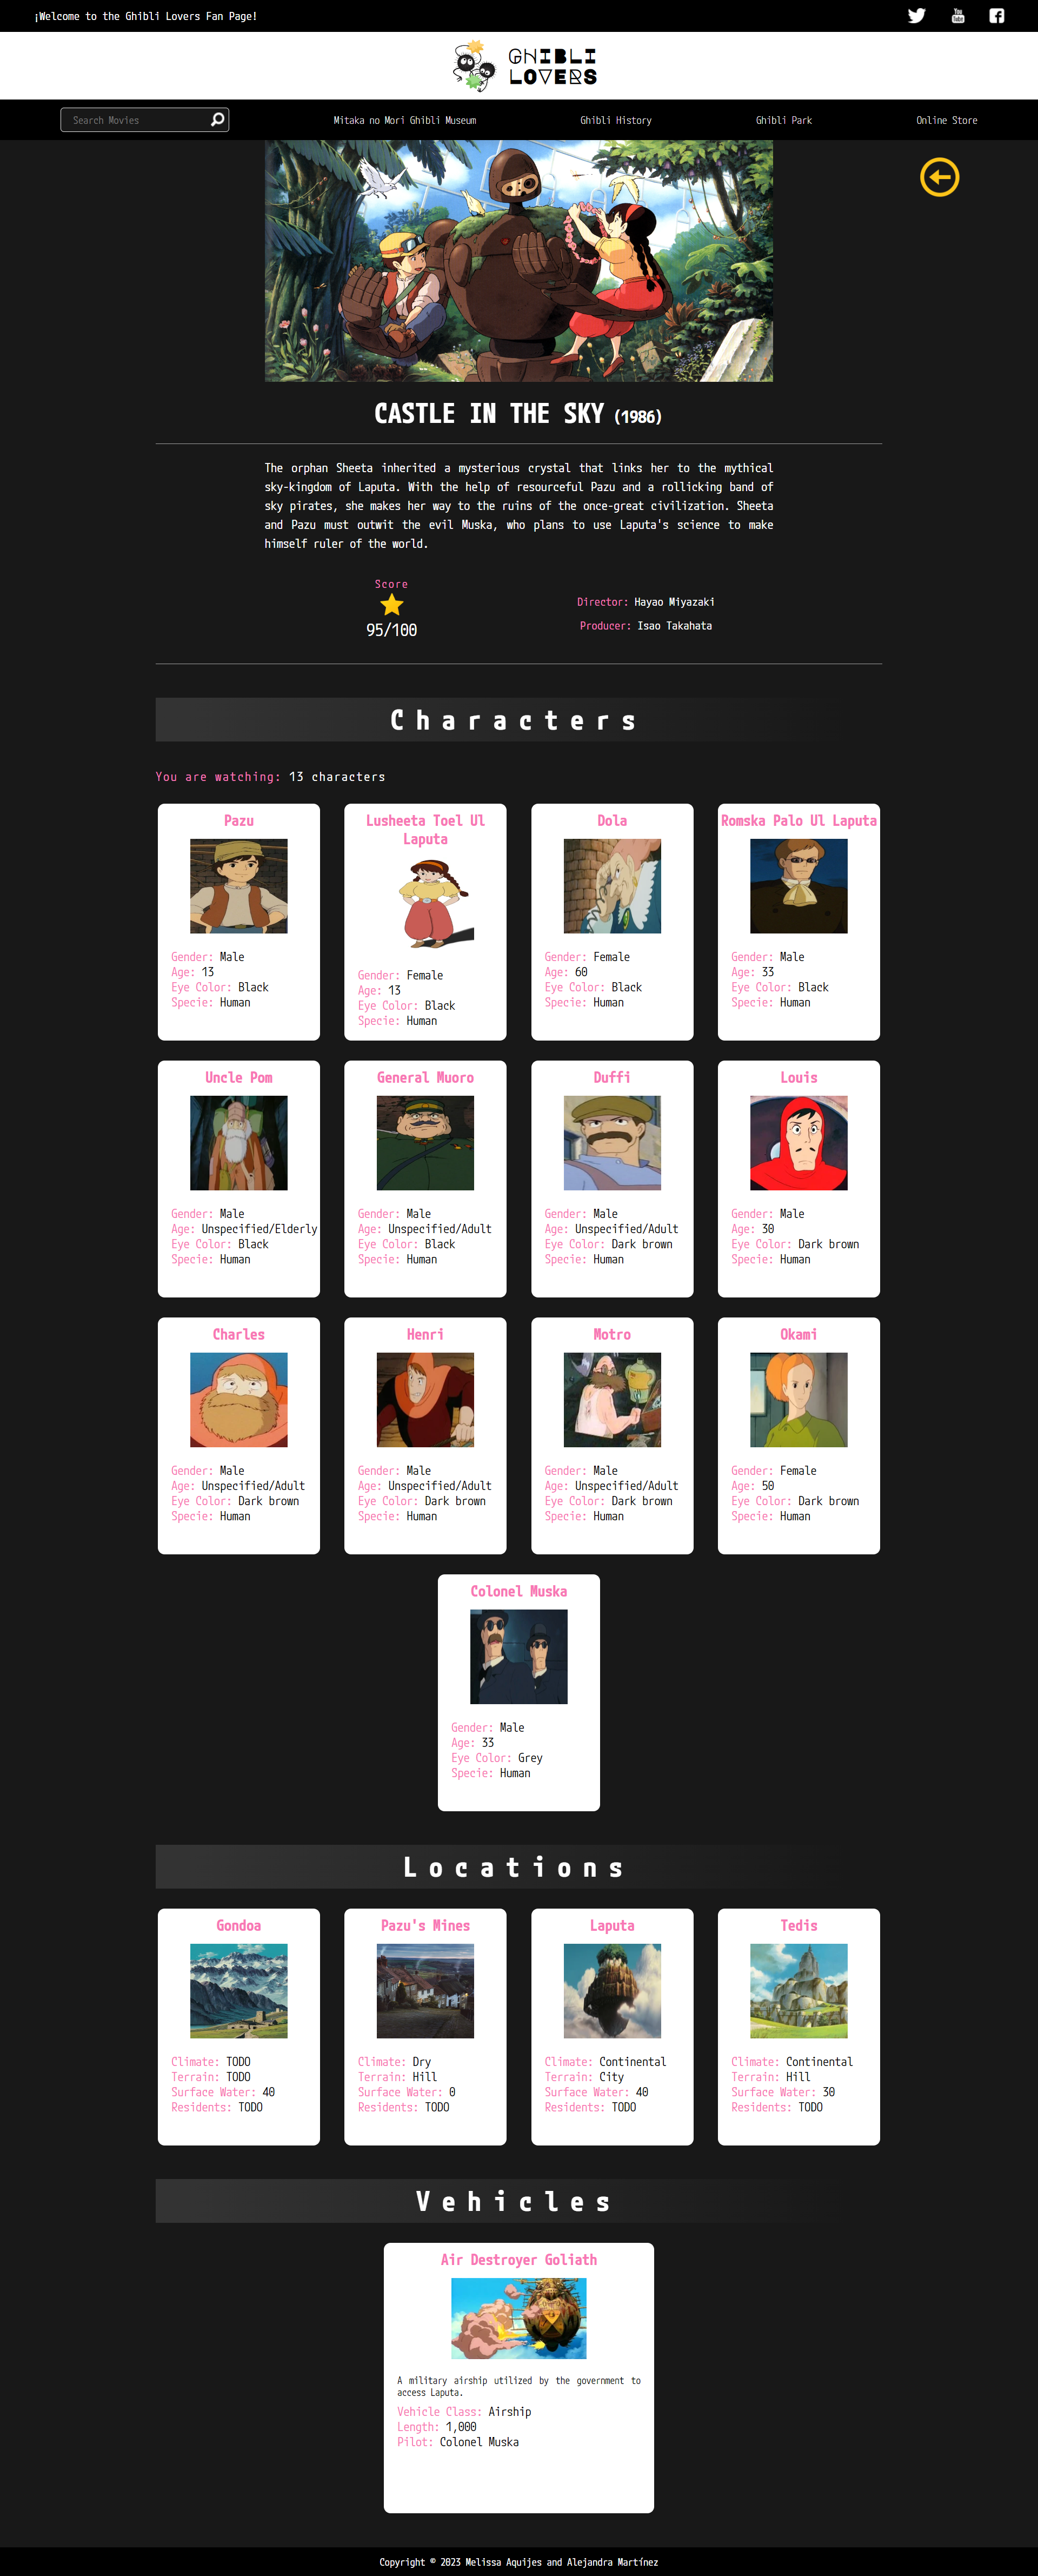 ¡Welcome to the Ghibli Lovers Fan Page!
You
Tube
GHIBLI
LOVERS
Search Movies
Mitaka no Mori Ghibli Museum
Ghibli History
Ghibli Park
Online Store
CASTLE IN THE SKY (1986)
The orphan Sheeta inherited a mysterious crystal that links her to the mythical
sky-kingdom of Laputa. With the help of resourceful Pazu and a rollicking band of
sky pirates, she makes her way to the ruins of the once-great civilization. Sheeta
and Pazu must outwit the evil Muska, who plans to use Laputa's science to make
himself ruler of the world.
Score
95/100
Director: Hayao Miyazaki
Producer: Isao Takahata
Characters
You are watching: 13 characters
Pazu
Gender: Male
Age: 13
Eye Color: Black
Specie: Human
Lusheeta Toel Ul
Laputa
Gender: Female
Age: 13
Eye Color: Black
Specie: Human
Dola
Gender: Female
Age: 60
Eye Color: Black
Specie: Human
Romska Palo Ul Laputa
Gender: Male
Age: 33
Eye Color: Black
Specie: Human
Uncle Pom
Gender: Male
Age: Unspecified/Elderly
Eye Color: Black
Specie: Human
General Muoro
Gender: Male
Age: Unspecified/Adult
Eye Color: Black
Specie: Human
Duffi
Gender: Male
Age: Unspecified/Adult
Eye Color: Dark brown
Specie: Human
Louis
Gender: Male
Age: 30
Eye Color: Dark brown
Specie: Human
Charles
Gender: Male
Age: Unspecified/Adult
Eye Color: Dark brown
Specie: Human
Henri
Gender: Male
Age: Unspecified/Adult
Eye Color: Dark brown
Specie: Human
Motro
Gender: Male
Age: Unspecified/Adult
Eye Color: Dark brown
Specie: Human
Okami
Gender: Female
Age: 50
Eye Color: Dark brown
Specie: Human
Colonel Muska
Gender: Male
Age: 33
Eye Color: Grey
Specie: Human
Locations
Gondoa
Climate: TODO
Terrain: TODO
Surface Water: 40
Residents: TODO
Pazu's Mines
Climate: Dry
Terrain: Hill
Surface Water: 0
Residents: TODO
Laputa
Climate: Continental
Terrain: City
Surface Water: 40
Residents: TODO
Tedis
Climate: Continental
Terrain: Hill
Surface Water: 30
Residents: TODO
Vehicles
Air Destroyer Goliath
A military airship utilized by the government to
access Laputa.
Vehicle Class: Airship
Length: 1,000
Pilot: Colonel Muska
Copyright © 2023 Melissa Aquijes and Alejandra Martínez